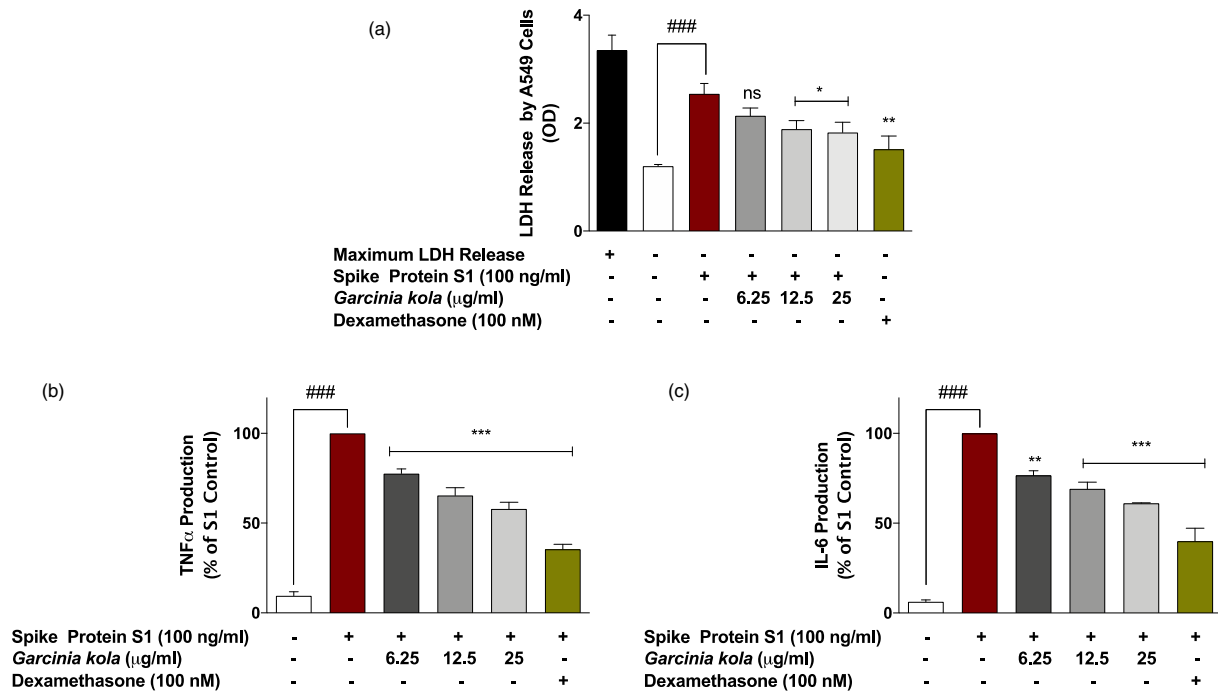 (a)
LDH Release by A549 Cells
(OD)
4
2
0
###
ns
*
**
Maximum LDH Release + - - - - - -
Spike Protein S1 (100 ng/ml) - - + + + + -
Garcinia kola (μg/ml) - - - 6.25 12.5 25 -
Dexamethasone (100 nM) - - - - - - +
(b)
TNFα Production
(% of S1 Control)
100
50
0
###
***
Spike Protein S1 (100 ng/ml) - + + + + +
Garcinia kola (μg/ml) - - 6.25 12.5 25 -
Dexamethasone (100 nM) - - - - - +
(c)
IL-6 Production
(% of S1 Control)
100
50
0
###
**
***
Spike Protein S1 (100 ng/ml) - + + + + +
Garcinia kola (μg/ml) - - 6.25 12.5 25 -
Dexamethasone (100 nM) - - - - - +